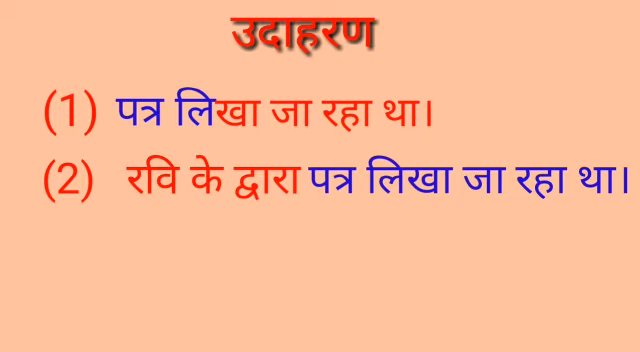 उदाहरण
(1) पत्र लिखा जा रहा था।
(2) रवि के द्वारा पत्र लिखा जा रहा था।